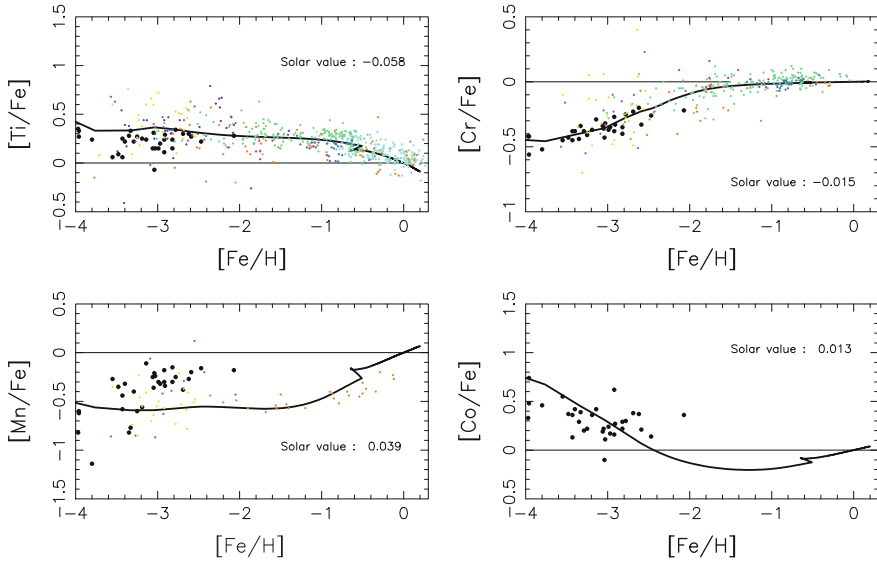 [Ti/Fe]
1.5
1
0.5
0
0.5
Solar value : −0.058
−4 −3 −2 −1 0
[Fe/H]
[Cr/Fe]
0.5
0
−0.5
−1
Solar value : −0.015
−4 −3 −2 −1 0
[Fe/H]
[Mn/Fe]
0.5
0
−0.5
−1
1.5
Solar value : 0.039
−4 −3 −2 −1 0
[Fe/H]
[Co/Fe]
1.5
1
0.5
0
0.5
Solar value : 0.013
−4 −3 −2 −1 0
[Fe/H]